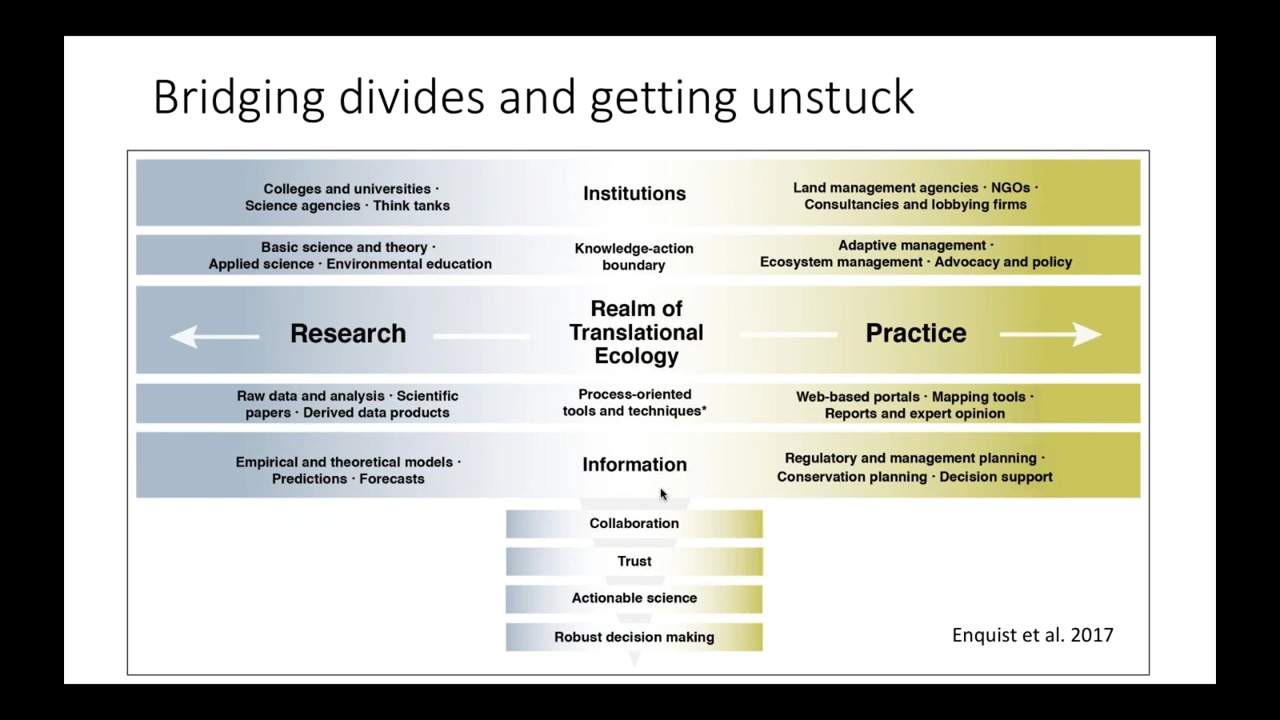 Bridging divides and getting unstuck
Colleges and universities ·
Science agencies · Think tanks
Institutions
Land management agencies · NGOs ·
Consultancies and lobbying firms
Basic science and theory ·
Applied science · Environmental education
Knowledge-action
boundary
Adaptive management ·
Ecosystem management · Advocacy and policy
Research
Realm of
Translational
Ecology
Practice
Raw data and analysis · Scientific
papers · Derived data products
Process-oriented
tools and techniques*
Web-based portals · Mapping tools ·
Reports and expert opinion
Empirical and theoretical models ·
Predictions · Forecasts
Information
Regulatory and management planning ·
Conservation planning · Decision support
Collaboration
Trust
Actionable science
Robust decision making
Enquist et al. 2017